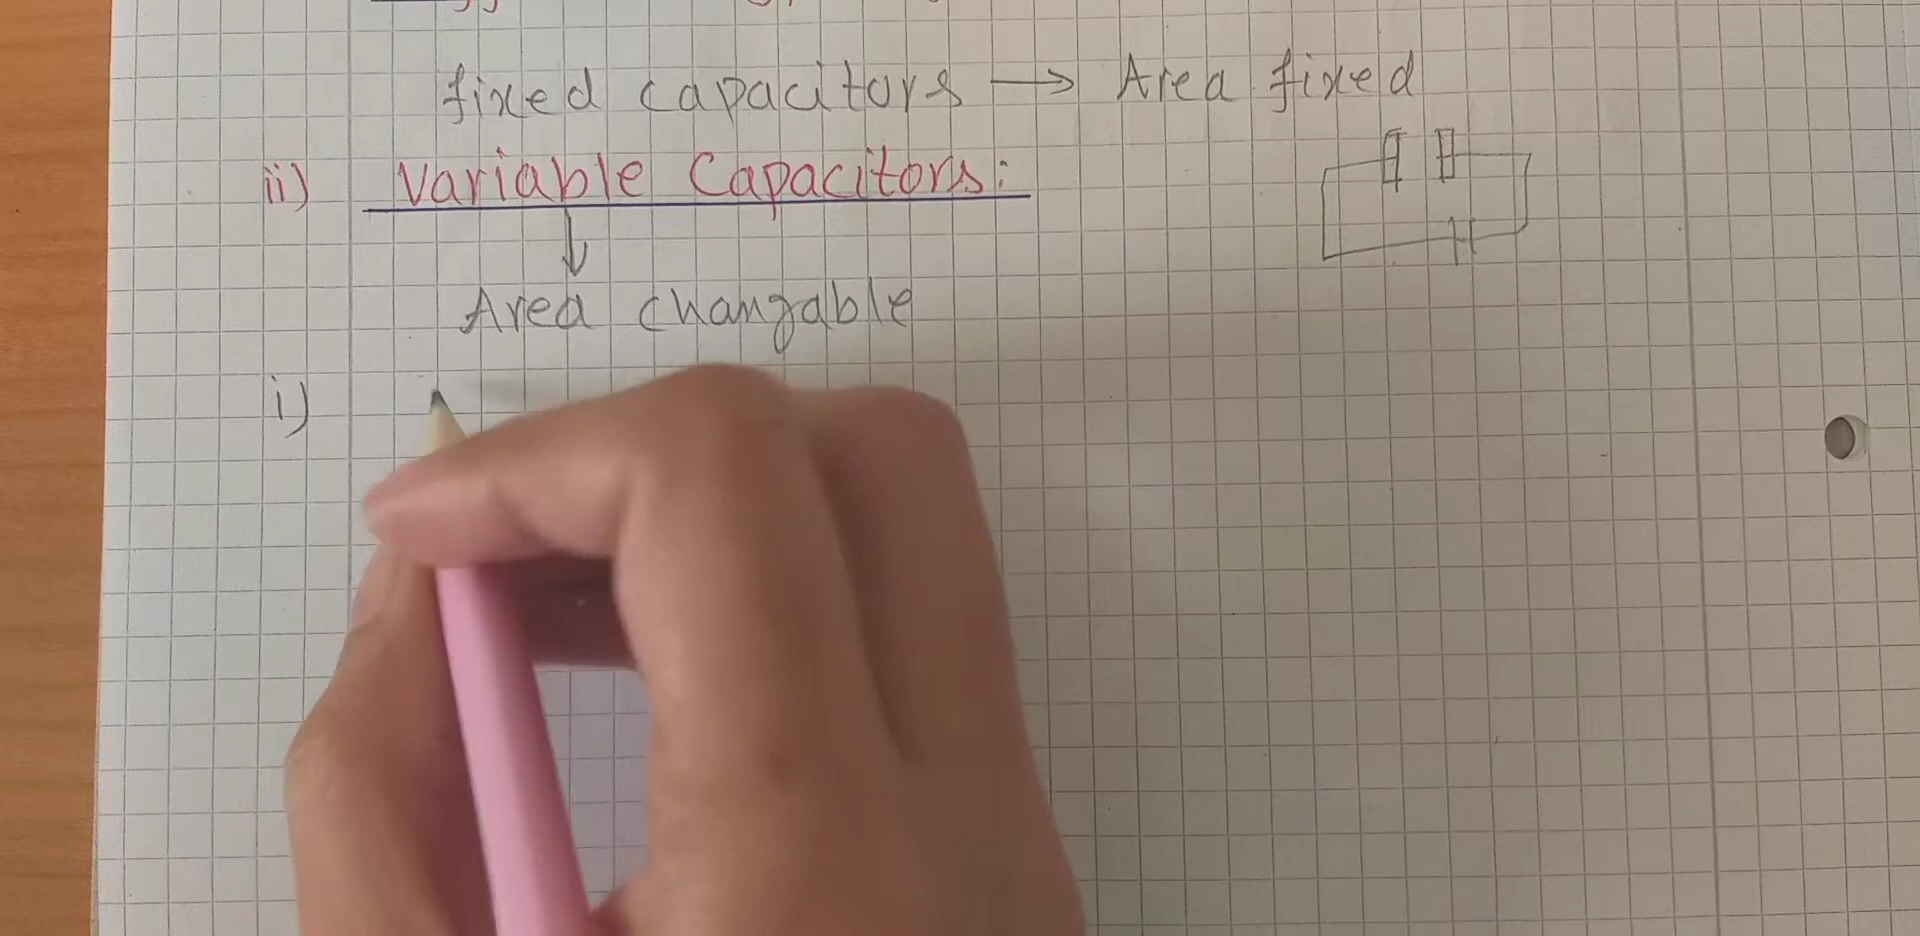 fixed capacitors → Area fixed
ii) Variable Capacitors:
↓
Area changable
i)